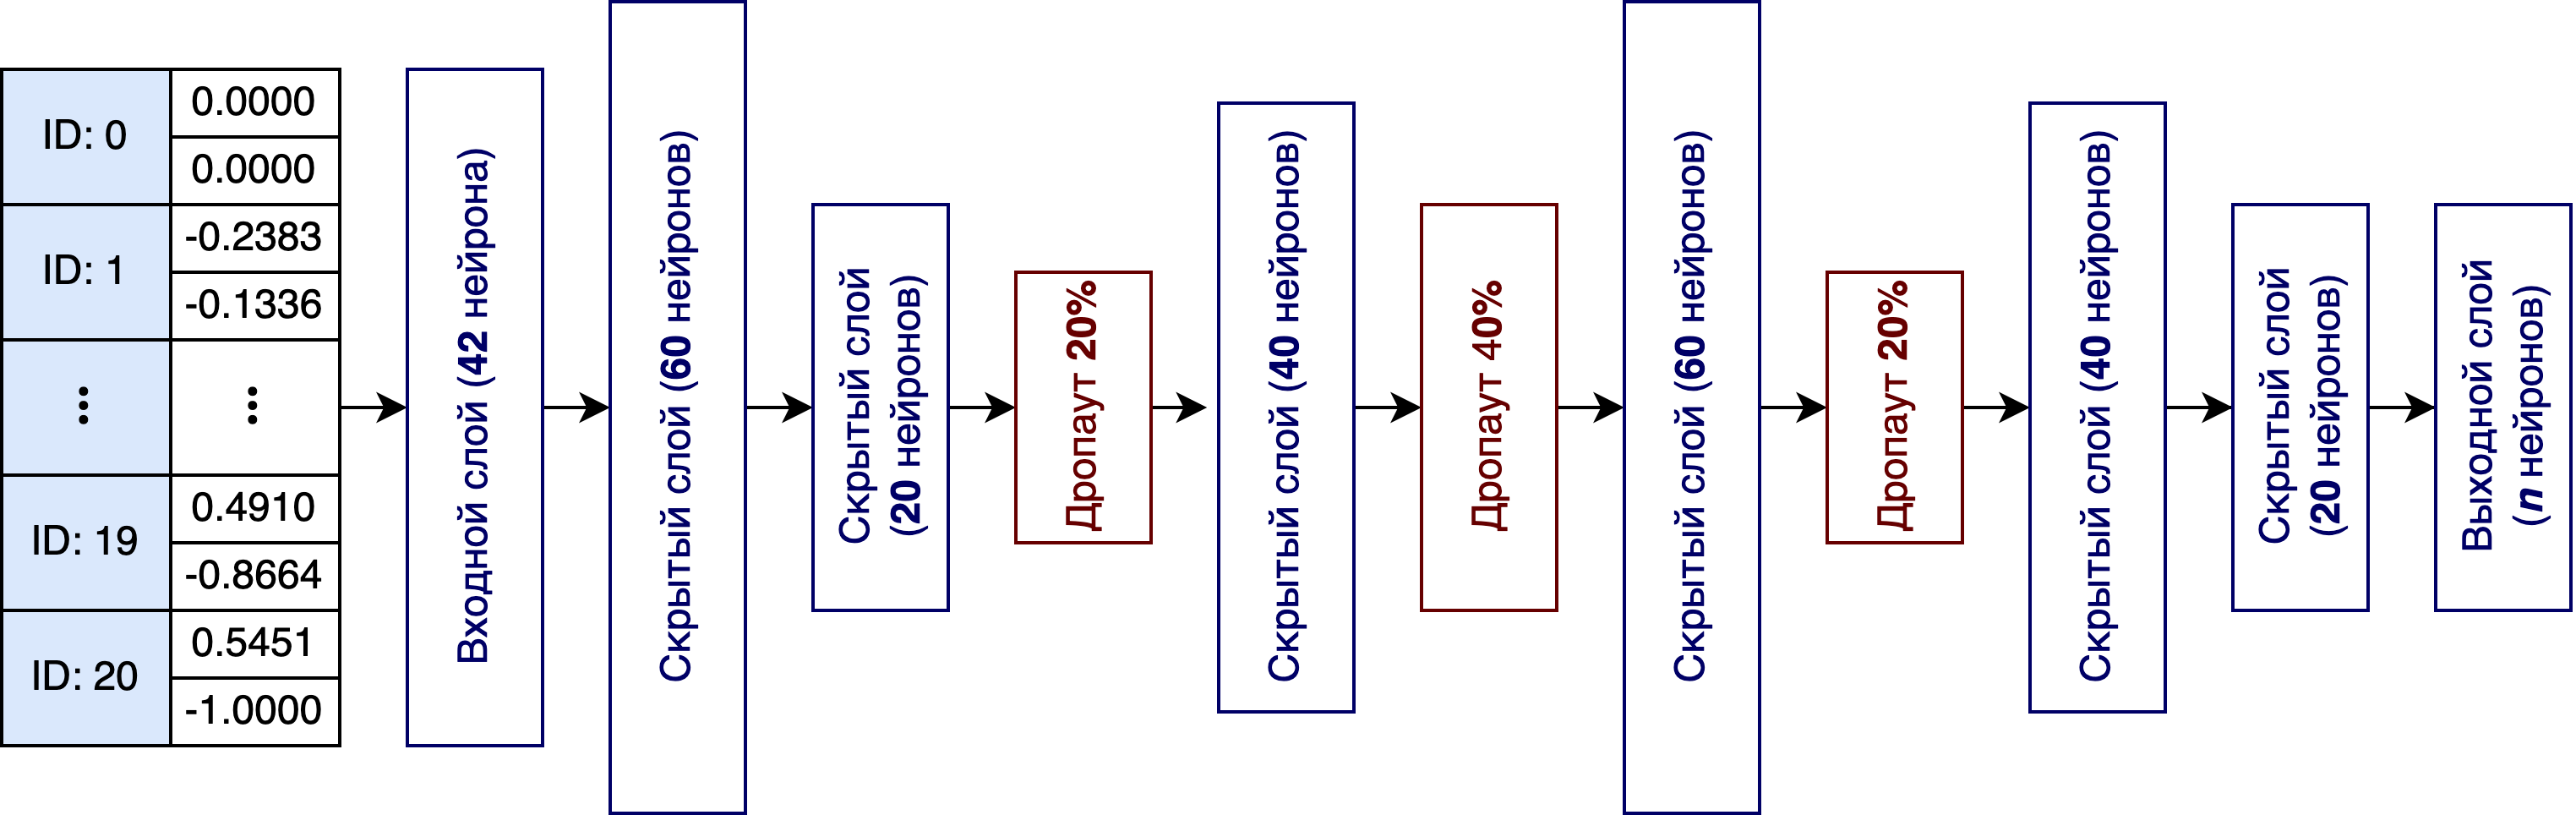 ID: 0
0.0000
0.0000
ID: 1
-0.2383
-0.1336
ID: 19
0.4910
-0.8664
ID: 20
0.5451
-1.0000
Входной слой (42 нейрона)
Скрытый слой (60 нейронов)
Скрытый слой
(20 нейронов)
Дропаут 20%
Скрытый слой (40 нейронов)
Дропаут 40%
Скрытый слой (60 нейронов)
Дропаут 20%
Скрытый слой (40 нейронов)
Скрытый слой
(20 нейронов)
Выходной слой
(n нейронов)